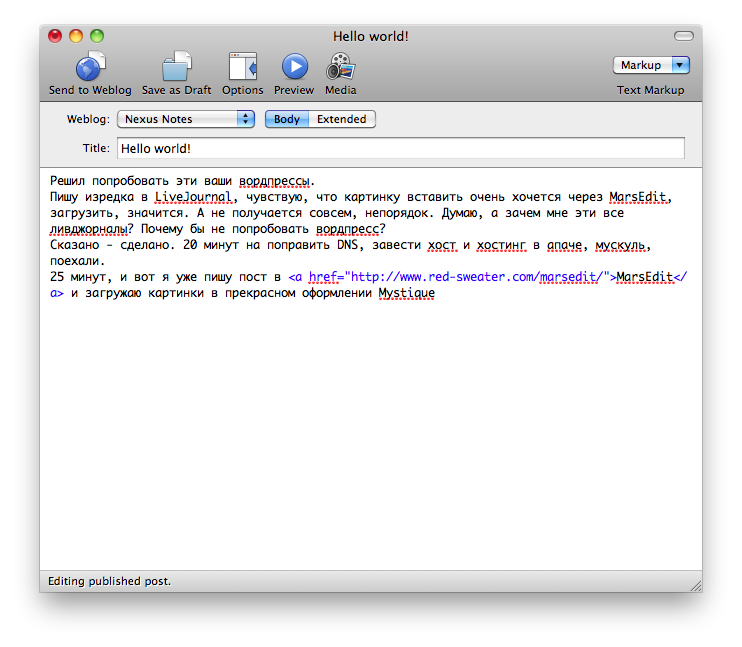 Hello world!
Send to Weblog Save as Draft Options Preview Media Markup
Text Markup
Weblog: Nexus Notes Body Extended
Title: Hello world!
Решил попробовать эти ваши вордпрессы.
Пишу изредка в LiveJournal, чувствую, что картинку вставить очень хочется через MarsEdit,
загрузить, значится. А не получается совсем, непорядок. Думаю, а зачем мне эти все
ливджорналы? Почему бы не попробовать вордпресс?
Сказано - сделано. 20 минут на поправить DNS, завести хост и хостинг в апаче, мускуль,
поехали.
25 минут, и вот я уже пишу пост в <a href="http://www.red-sweater.com/marsedit/">MarsEdit</
a> и загружаю картинки в прекрасном оформлении Mystique
Editing published post.